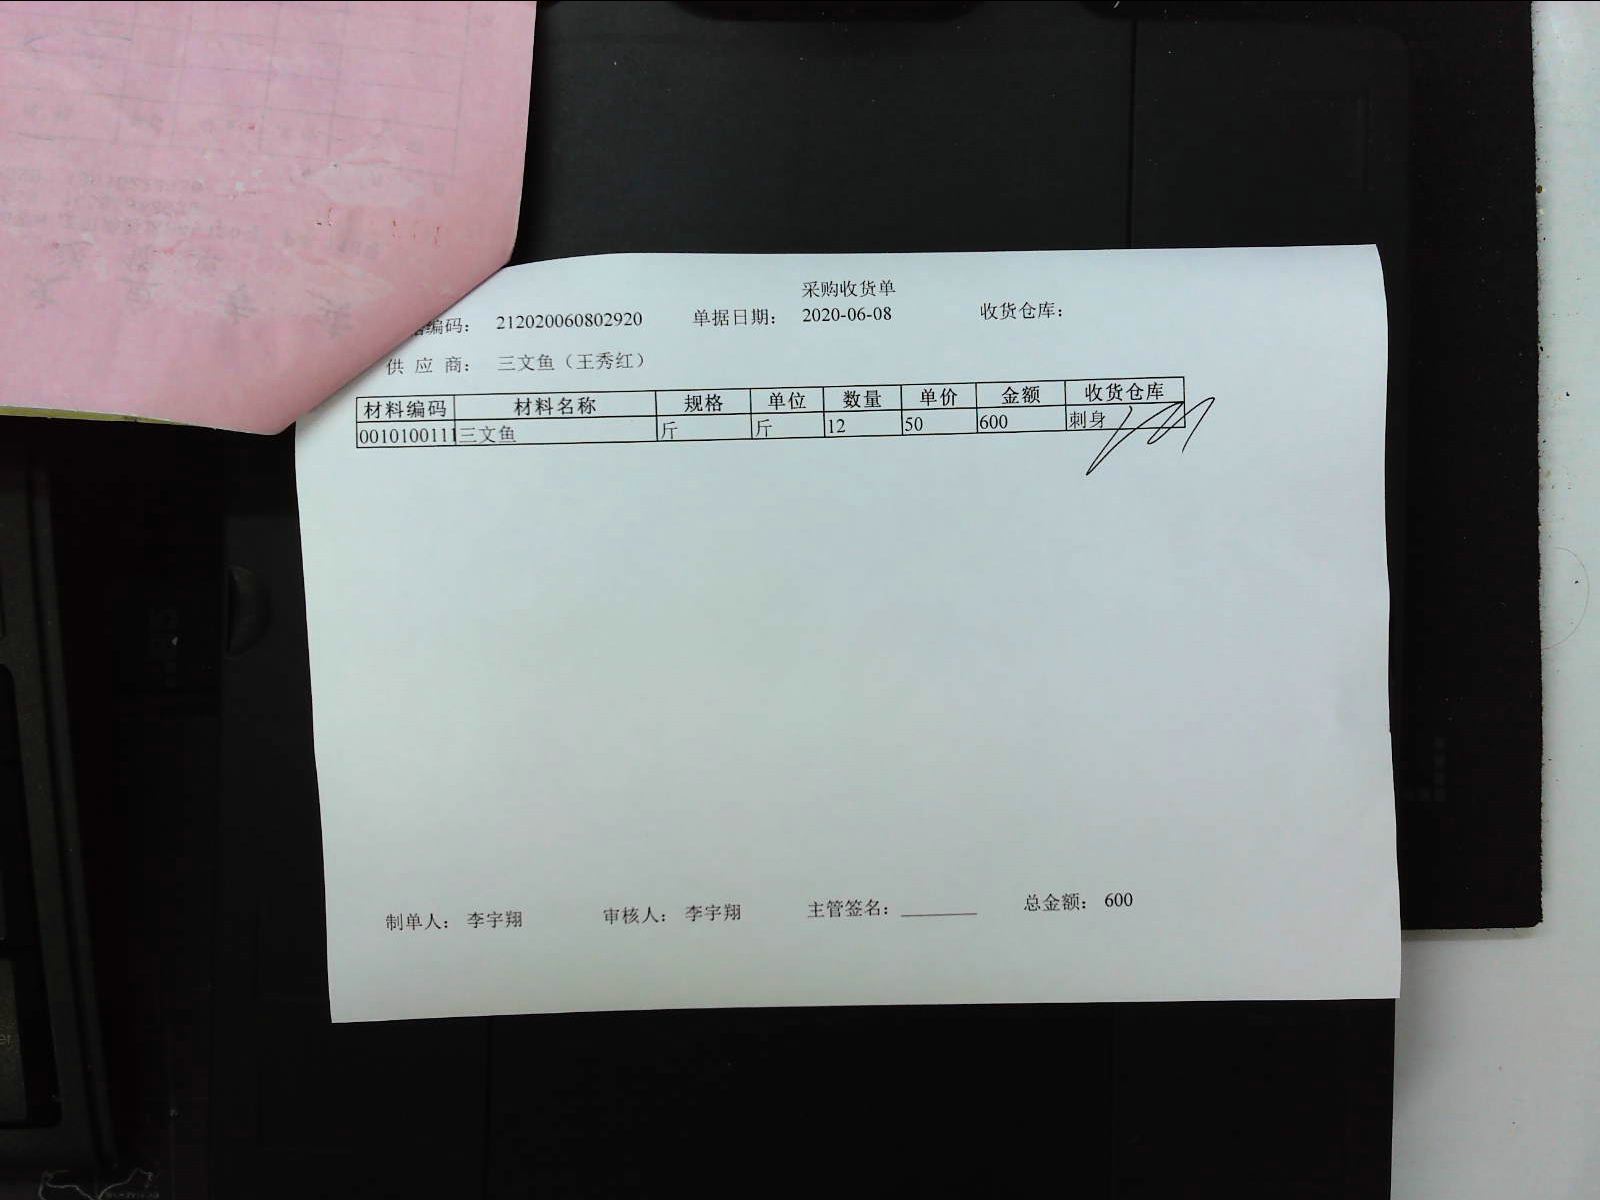 采购收货单
编码： 212020060802920 单据日期： 2020-06-08 收货仓库：
供 应 商： 三文鱼（王秀红）
材料编码 材料名称 规格 单位 数量 单价 金额 收货仓库
0010100111 三文鱼 斤 斤 12 50 600 刺身
制单人： 李宇翔 审核人： 李宇翔 主管签名： 总金额： 600